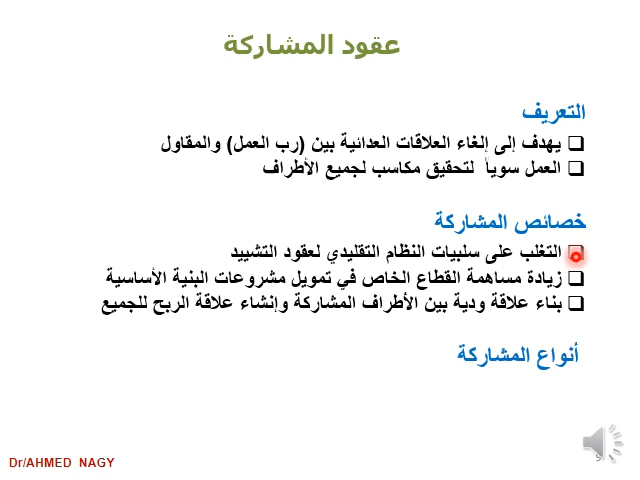 عقود المشاركة
التعريف
يهدف إلى إلغاء العلاقات العدائية بين (رب العمل) والمقاول
العمل سوياً لتحقيق مكاسب لجميع الأطراف
خصائص المشاركة
التغلب على سلبيات النظام التقليدي لعقود التشييد
زيادة مساهمة القطاع الخاص في تمويل مشروعات البنية الأساسية
بناء علاقة ودية بين الأطراف المشاركة وإنشاء علاقة الربح للجميع
أنواع المشاركة
Dr/AHMED NAGY